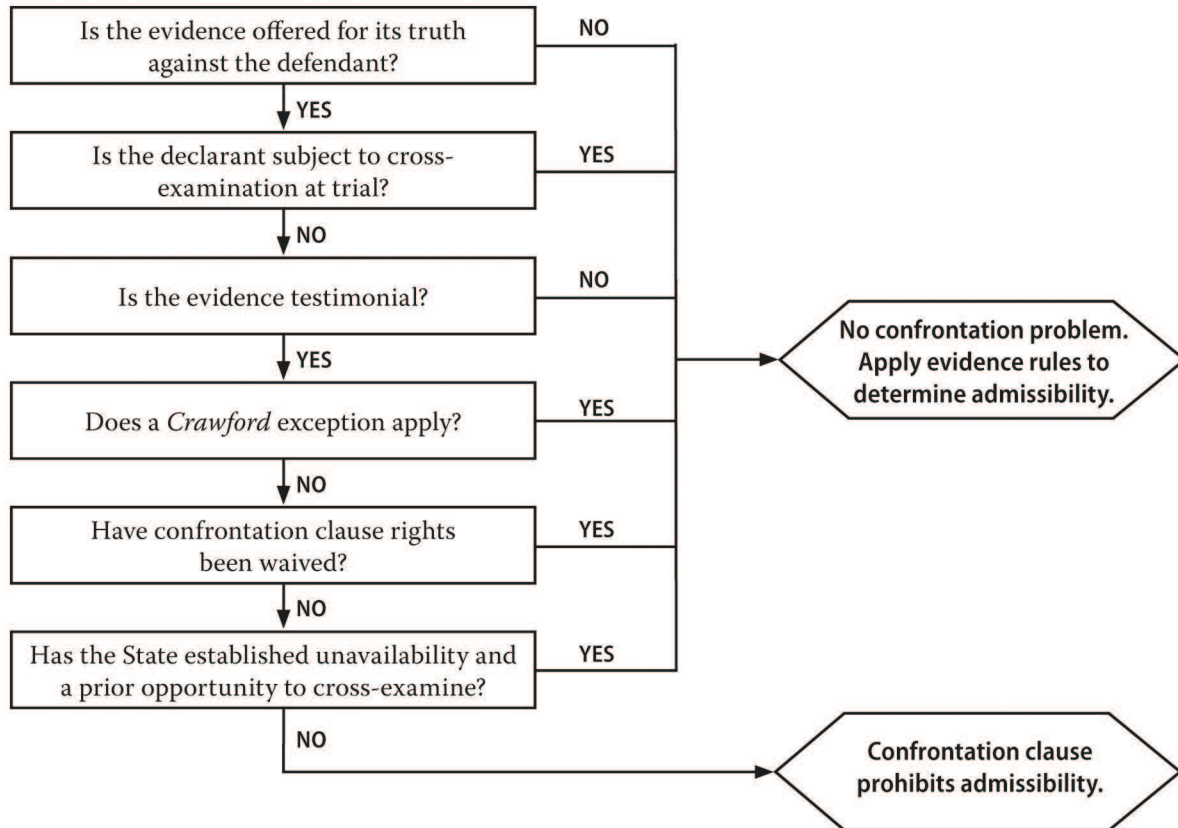 Is the evidence offered for its truth
against the defendant?
NO
YES
Is the declarant subject to cross-
examination at trial?
YES
NO
Is the evidence testimonial?
NO
YES
No confrontation problem.
Apply evidence rules to
determine admissibility.
Does a Crawford exception apply?
YES
NO
Have confrontation clause rights
been waived?
YES
NO
Has the State established unavailability and
a prior opportunity to cross-examine?
YES
NO
Confrontation clause
prohibits admissibility.